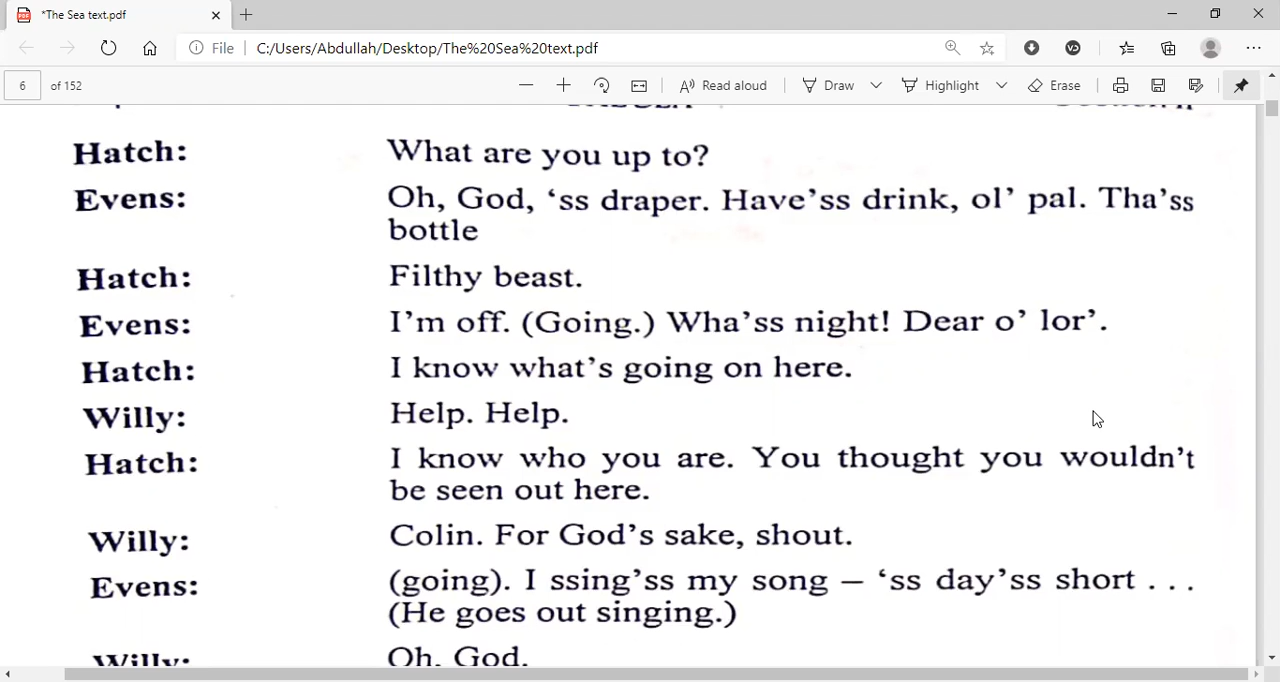 *The Sea text.pdf
File C:/Users/Abdullah/Desktop/The%20Sea%20text.pdf
6 of 152 Read aloud Draw Highlight Erase
Hatch: What are you up to?
Evens: Oh, God, ‘ss draper. Have’ss drink, ol’ pal. Tha’ss
bottle
Hatch: Filthy beast.
Evens: I’m off. (Going.) Wha’ss night! Dear o’ lor’.
Hatch: I know what’s going on here.
Willy: Help. Help.
Hatch: I know who you are. You thought you wouldn’t
be seen out here.
Willy: Colin. For God’s sake, shout.
Evens: (going). I ssing’ss my song – ‘ss day’ss short . . .
(He goes out singing.)
Willy: Oh, God.